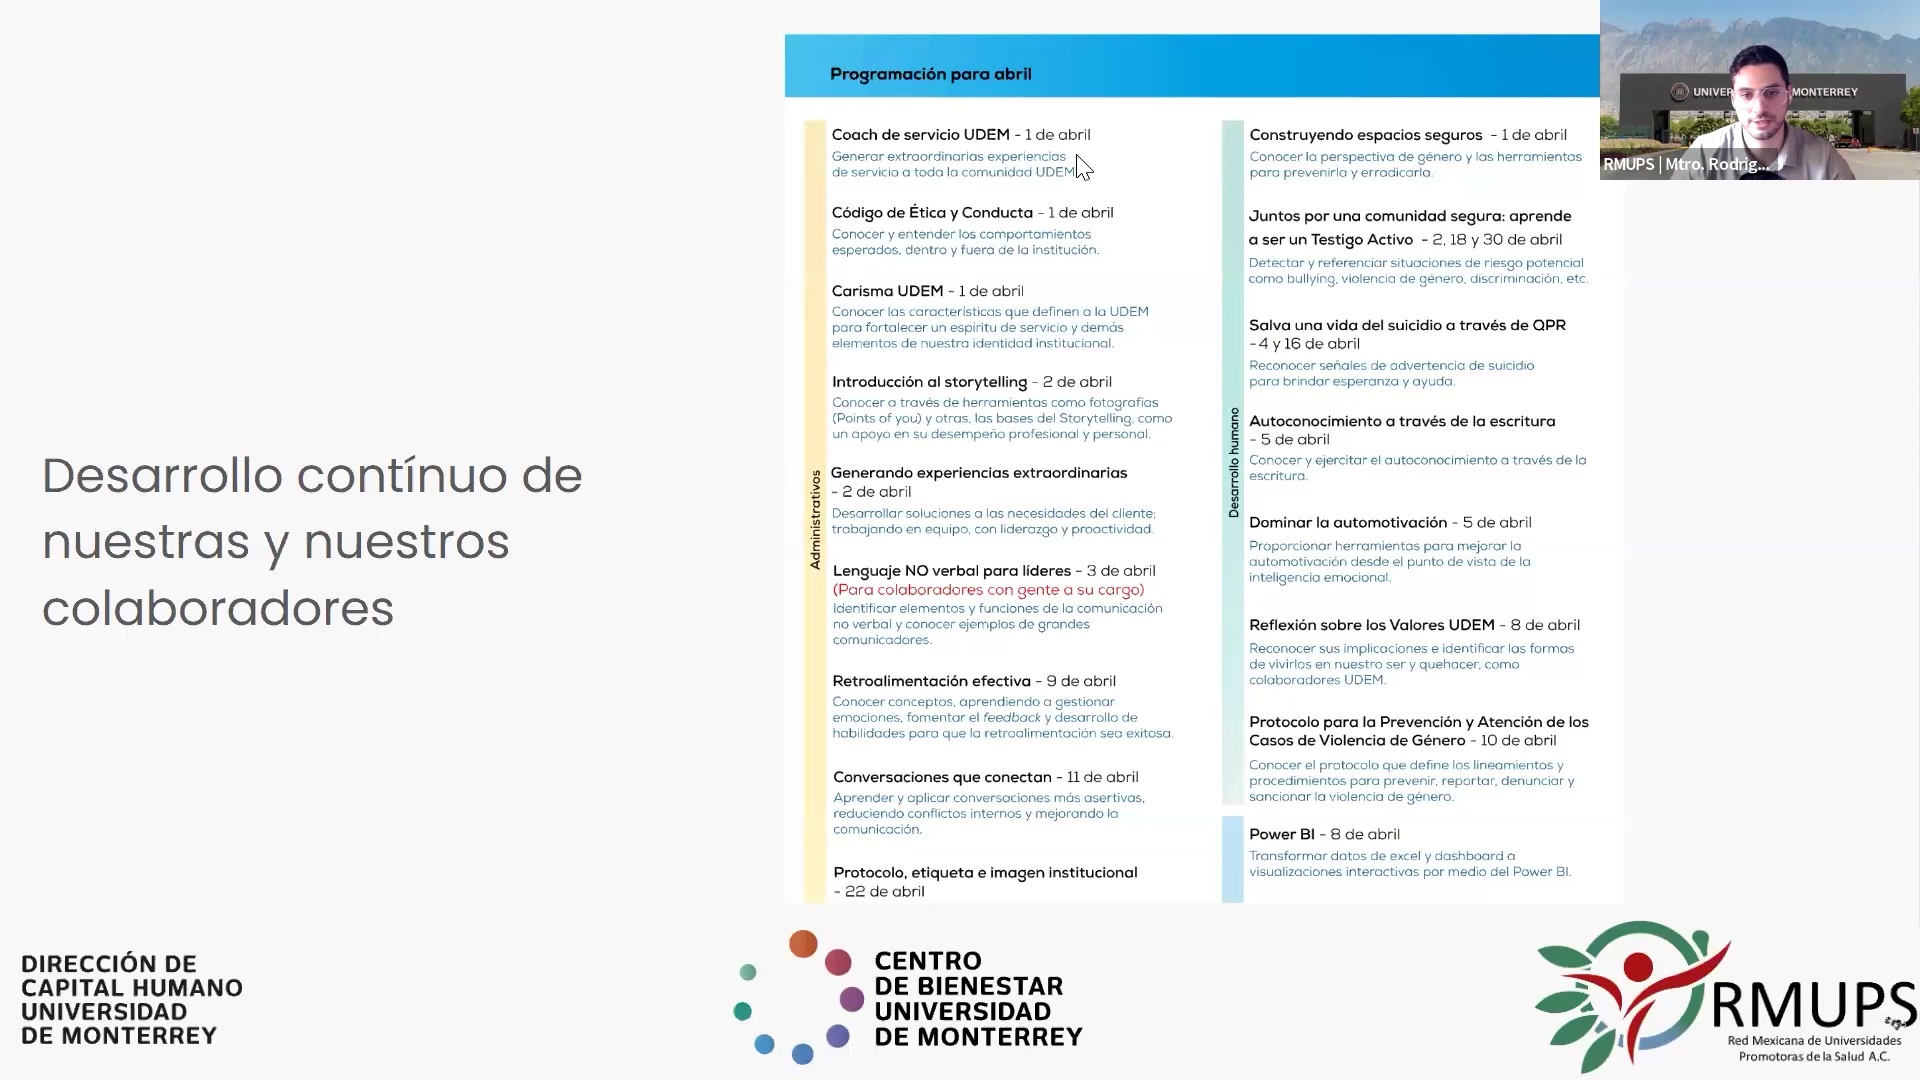 Programación para abril
Coach de servicio UDEM - 1 de abril
Generar extraordinarias experiencias
de servicio a toda la comunidad UDEM
Código de Ética y Conducta - 1 de abril
Conocer y entender los comportamientos
esperados, dentro y fuera de la institución.
Carisma UDEM - 1 de abril
Conocer las características que definen a la UDEM
para fortalecer un espíritu de servicio y demás
elementos de nuestra identidad institucional.
Introducción al storytelling - 2 de abril
Conocer a través de herramientas como fotografías
(Points of you) y otras, las bases del Storytelling, como
un apoyo en su desempeño profesional y personal.
Generando experiencias extraordinarias
- 2 de abril
Desarrollar soluciones a las necesidades del cliente;
trabajando en equipo, con liderazgo y proactividad.
Lenguaje NO verbal para líderes - 3 de abril
(Para colaboradores con gente a su cargo)
Identificar elementos y funciones de la comunicación
no verbal y conocer ejemplos de grandes
comunicadores.
Retroalimentación efectiva - 9 de abril
Conocer conceptos, aprendiendo a gestionar
emociones, fomentar el feedback y desarrollo de
habilidades para que la retroalimentación sea exitosa.
Conversaciones que conectan - 11 de abril
Aprender y aplicar conversaciones más asertivas,
reduciendo conflictos internos y mejorando la
comunicación.
Protocolo, etiqueta e imagen institucional
- 22 de abril
Administrativos
Construyendo espacios seguros - 1 de abril
Conocer la perspectiva de género y las herramientas
para prevenirla y erradicarla.
Juntos por una comunidad segura: aprende
a ser un Testigo Activo - 2, 18 y 30 de abril
Detectar y referenciar situaciones de riesgo potencial
como bullying, violencia de género, discriminación, etc.
Salva una vida del suicidio a través de QPR
- 4 y 16 de abril
Reconocer señales de advertencia de suicidio
para brindar esperanza y ayuda.
Autoconocimiento a través de la escritura
- 5 de abril
Conocer y ejercitar el autoconocimiento a través de la
escritura.
Dominar la automotivación - 5 de abril
Proporcionar herramientas para mejorar la
automotivación desde el punto de vista de la
inteligencia emocional.
Reflexión sobre los Valores UDEM - 8 de abril
Reconocer sus implicaciones e identificar las formas
de vivirlos en nuestro ser y quehacer, como
colaboradores UDEM.
Protocolo para la Prevención y Atención de los
Casos de Violencia de Género - 10 de abril
Conocer el protocolo que define los lineamientos y
procedimientos para prevenir, reportar, denunciar y
sancionar la violencia de género.
Desarrollo humano
Power BI - 8 de abril
Transformar datos de excel y dashboard a
visualizaciones interactivas por medio del Power BI.
Desarrollo contínuo de
nuestras y nuestros
colaboradores
MONTERREY
RMUPS | Mtro. Rodrig...
DIRECCIÓN DE
CAPITAL HUMANO
UNIVERSIDAD
DE MONTERREY
CENTRO
DE BIENESTAR
UNIVERSIDAD
DE MONTERREY
RMUPS
Red Mexicana de Universidades
Promotoras de la Salud A.C.